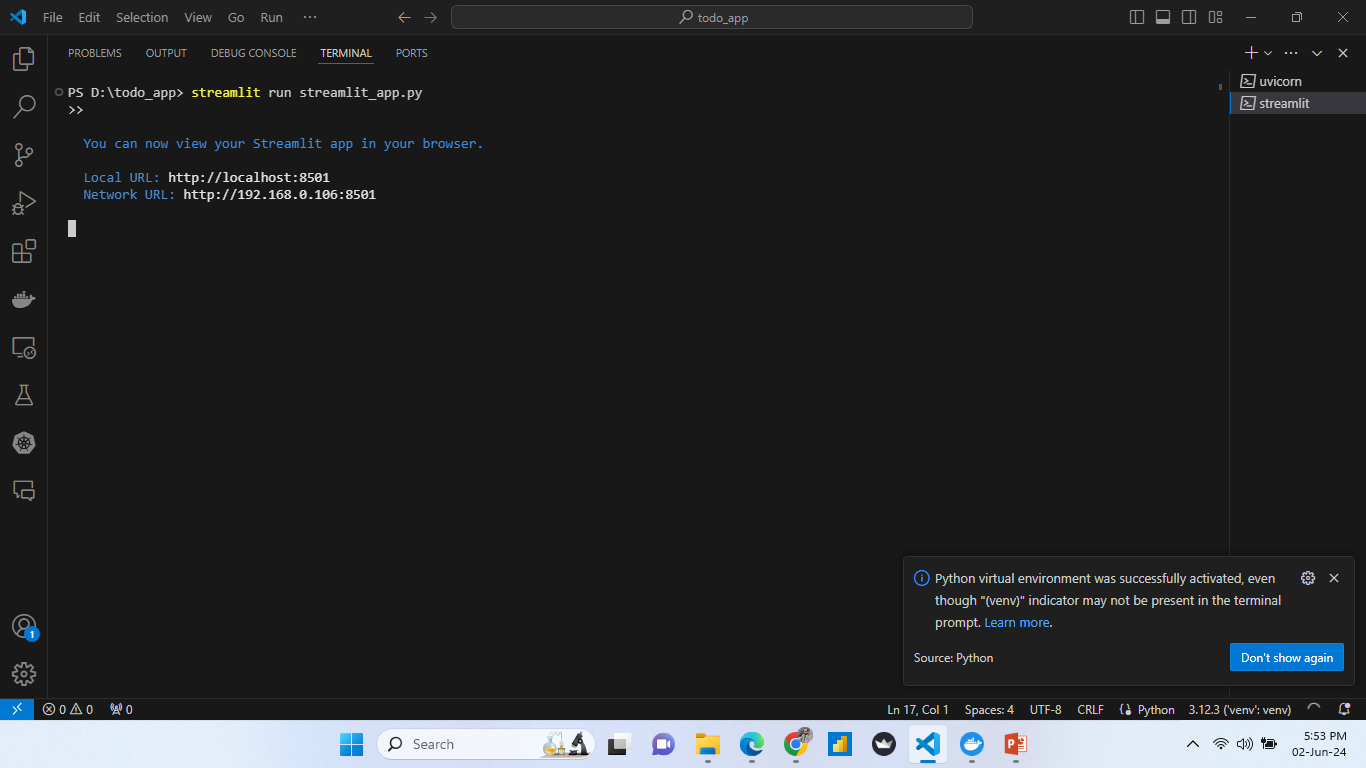 File Edit Selection View Go Run ···
todo_app
PROBLEMS OUTPUT DEBUG CONSOLE TERMINAL PORTS
PS D:\todo_app> streamlit run streamlit_app.py
>>
You can now view your Streamlit app in your browser.
Local URL: http://localhost:8501
Network URL: http://192.168.0.106:8501
uvicorn
streamlit
Python virtual environment was successfully activated, even
though "(venv)" indicator may not be present in the terminal
prompt. Learn more.
Source: Python
Don't show again
1
0 0 0
Ln 17, Col 1 Spaces: 4 UTF-8 CRLF Python 3.12.3 ('venv': venv)
Search
5:53 PM
02-Jun-24